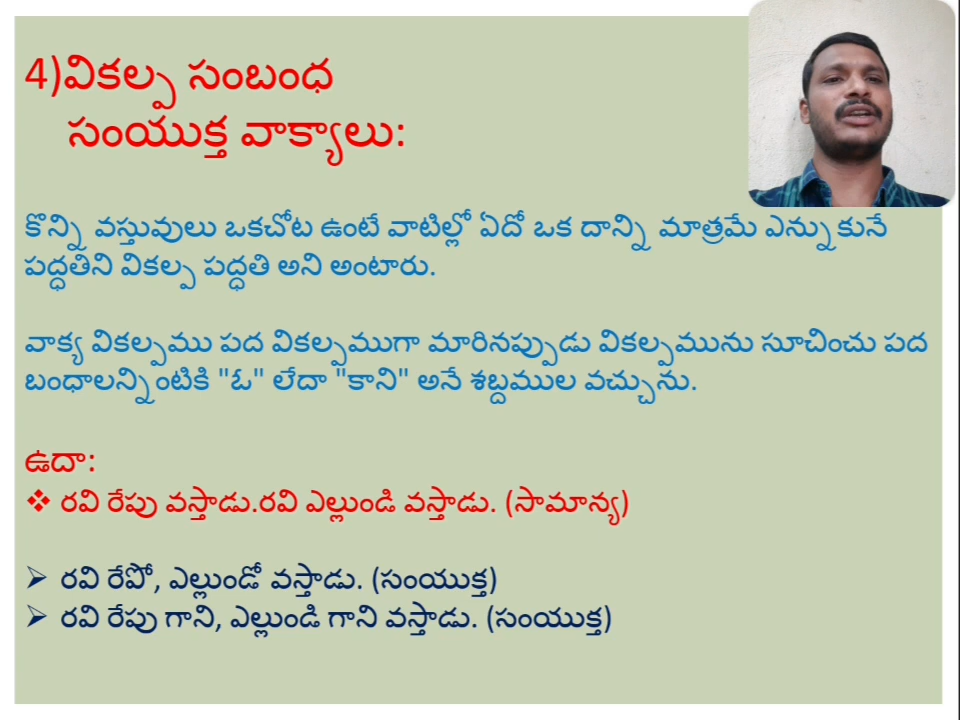 4)వికల్ప సంబంధ
సంయుక్త వాక్యాలు:
కొన్ని వస్తువులు ఒకచోట ఉంటే వాటిల్లో ఏదో ఒక దాన్ని మాత్రమే ఎన్నుకునే
పద్ధతిని వికల్ప పద్ధతి అని అంటారు.
వాక్య వికల్పము పద వికల్పముగా మారినప్పుడు వికల్పమును సూచించు పద
బంధాలన్నింటికి "ఓ" లేదా "కాని" అనే శబ్దముల వచ్చును.
ఉదా:
❖ రవి రేపు వస్తాడు.రవి ఎల్లుండి వస్తాడు. (సామాన్య)
➢ రవి రేపో, ఎల్లుండో వస్తాడు. (సంయుక్త)
➢ రవి రేపు గాని, ఎల్లుండి గాని వస్తాడు. (సంయుక్త)